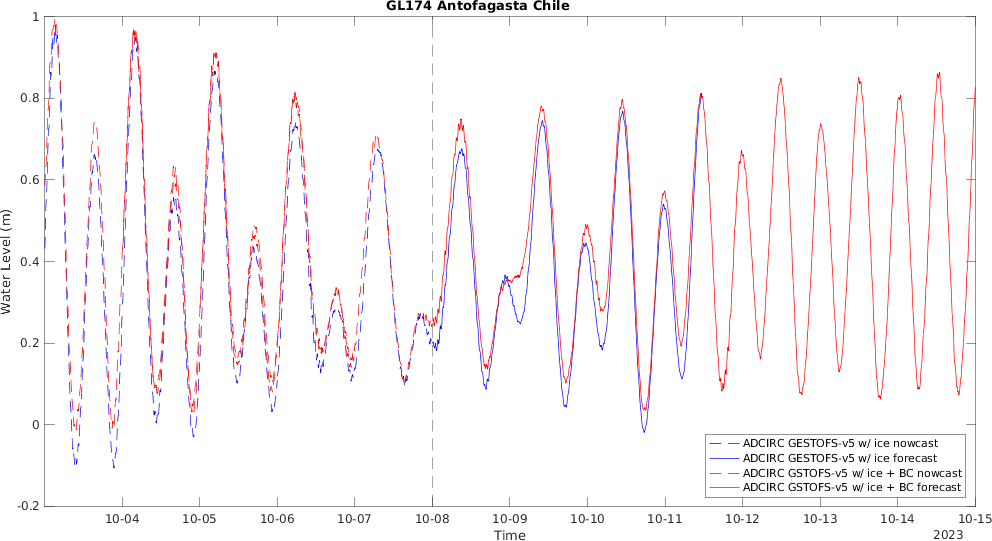 GL174 Antofagasta Chile
Water Level (m)
1
0.8
0.6
0.4
0.2
0
-0.2
ADCIRC GESTOFS-v5 w/ ice nowcast
ADCIRC GESTOFS-v5 w/ ice forecast
ADCIRC GSTOFS-v5 w/ ice + BC nowcast
ADCIRC GSTOFS-v5 w/ ice + BC forecast
10-04 10-05 10-06 10-07 10-08 10-09 10-10 10-11 10-12 10-13 10-14 10-15
Time
2023